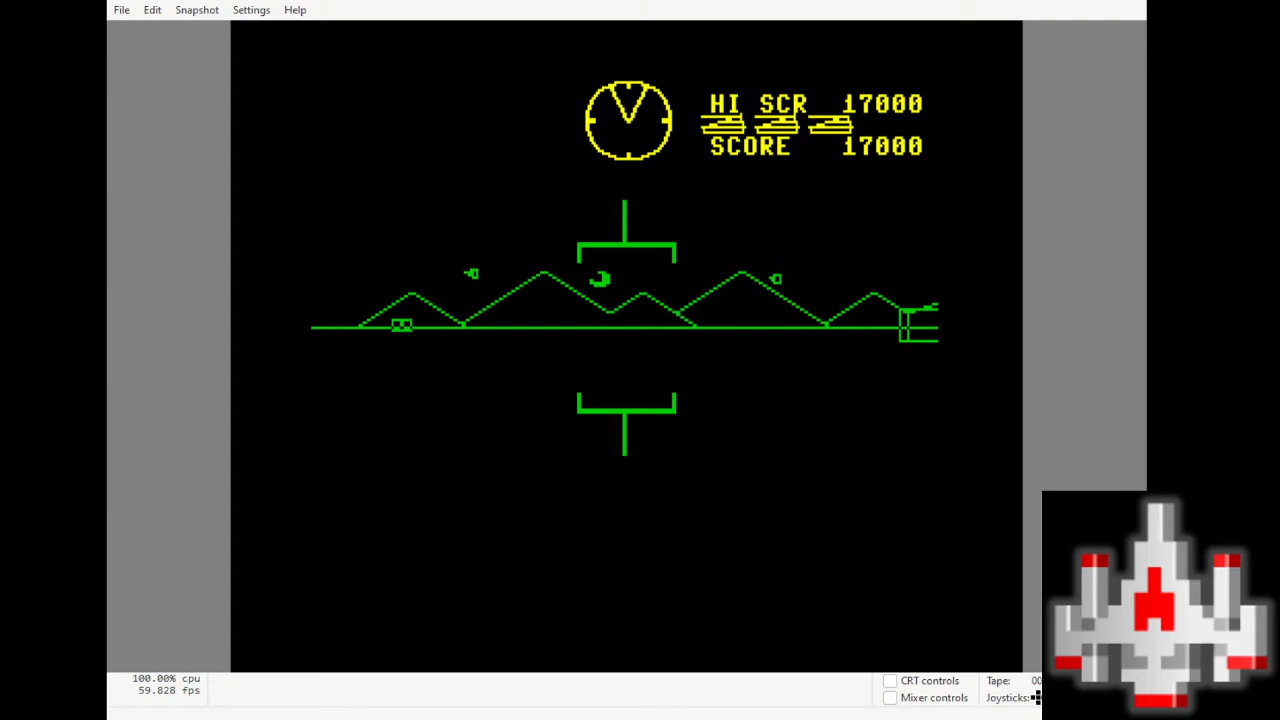 File Edit Snapshot Settings Help
HI SCR 17000
SCORE 17000
100.00% cpu
59.828 fps
CRT controls Tape: 00
Mixer controls Joysticks: